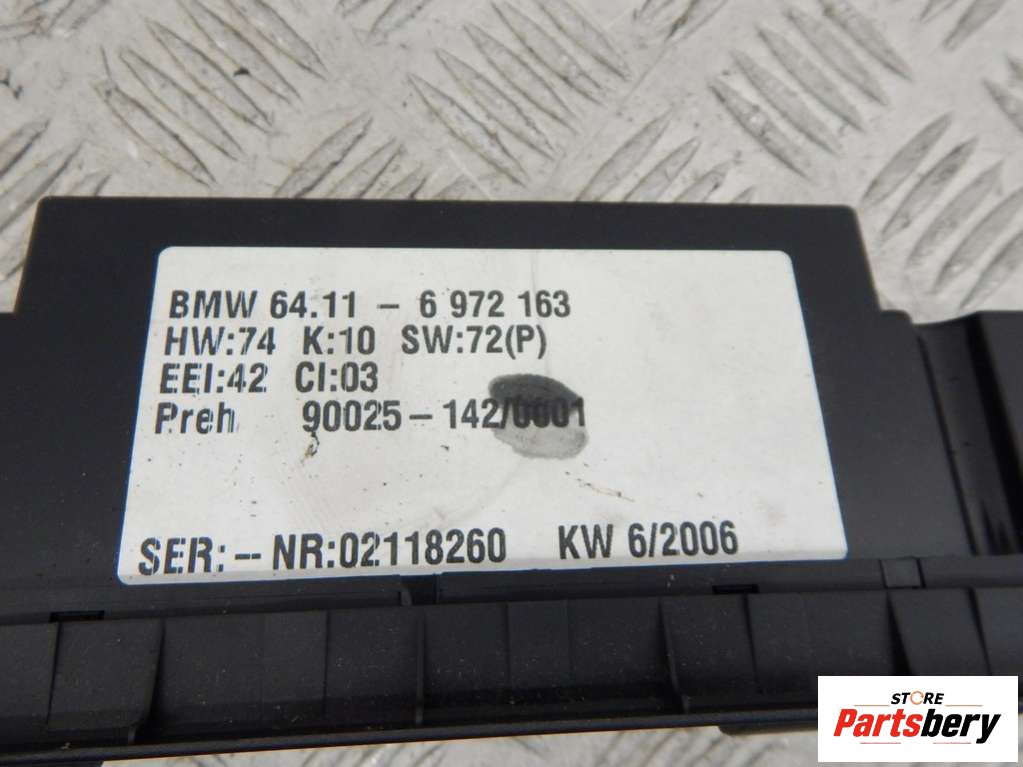 BMW 64.11 - 6 972 163
HW:74 K:10 SW:72(P)
EEI:42 CI:03
Preh 90025-142/0001
SER:-NR:02118260 KW 6/2006
STORE
Partsbery